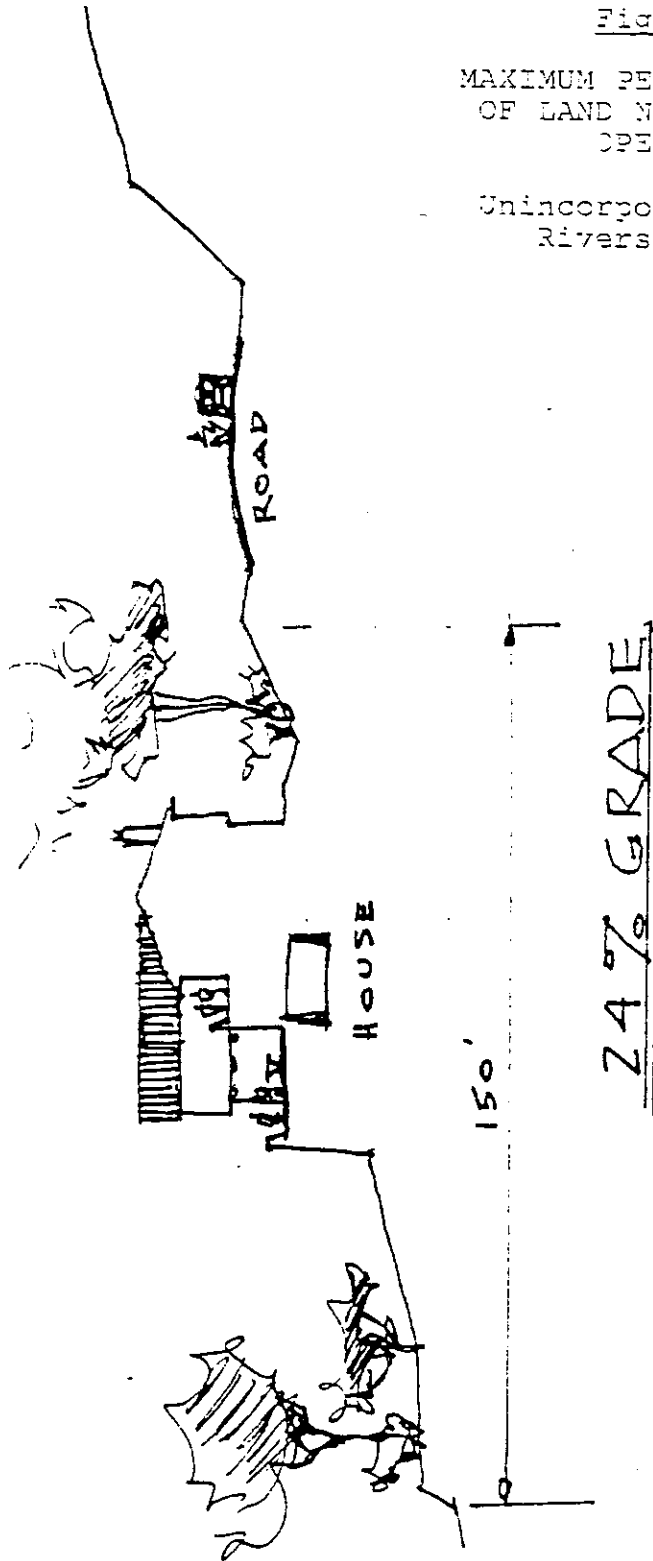 Fig
MAXIMUM PE
OF LAND N
OPE
Unincorpo
Rivers
ROAD
HOUSE
150'
24% GRADE